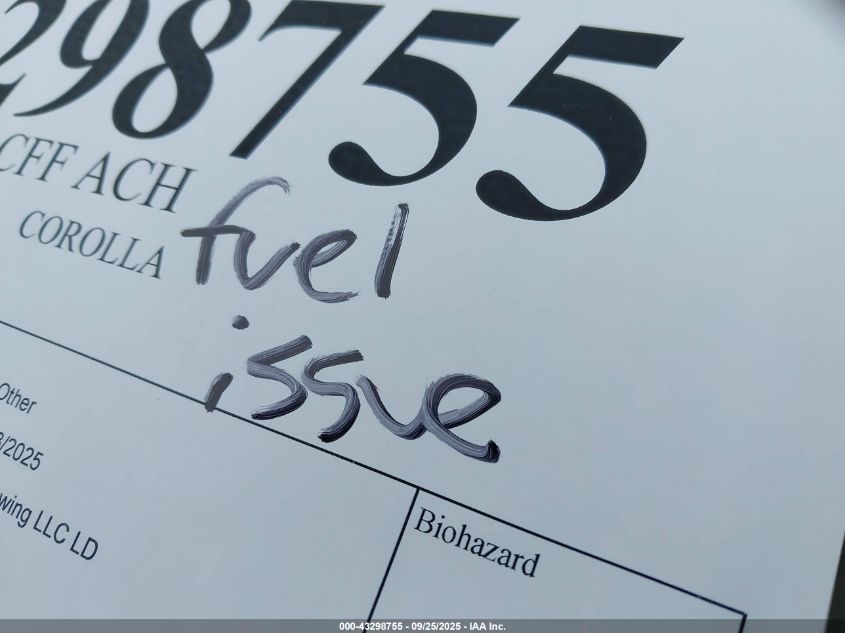 298755
CFF ACH
COROLLA
fuel
issue
Other
/2025
wing LLC LD
Biohazard
000-43298755 - 09/25/2025 - IAA Inc.